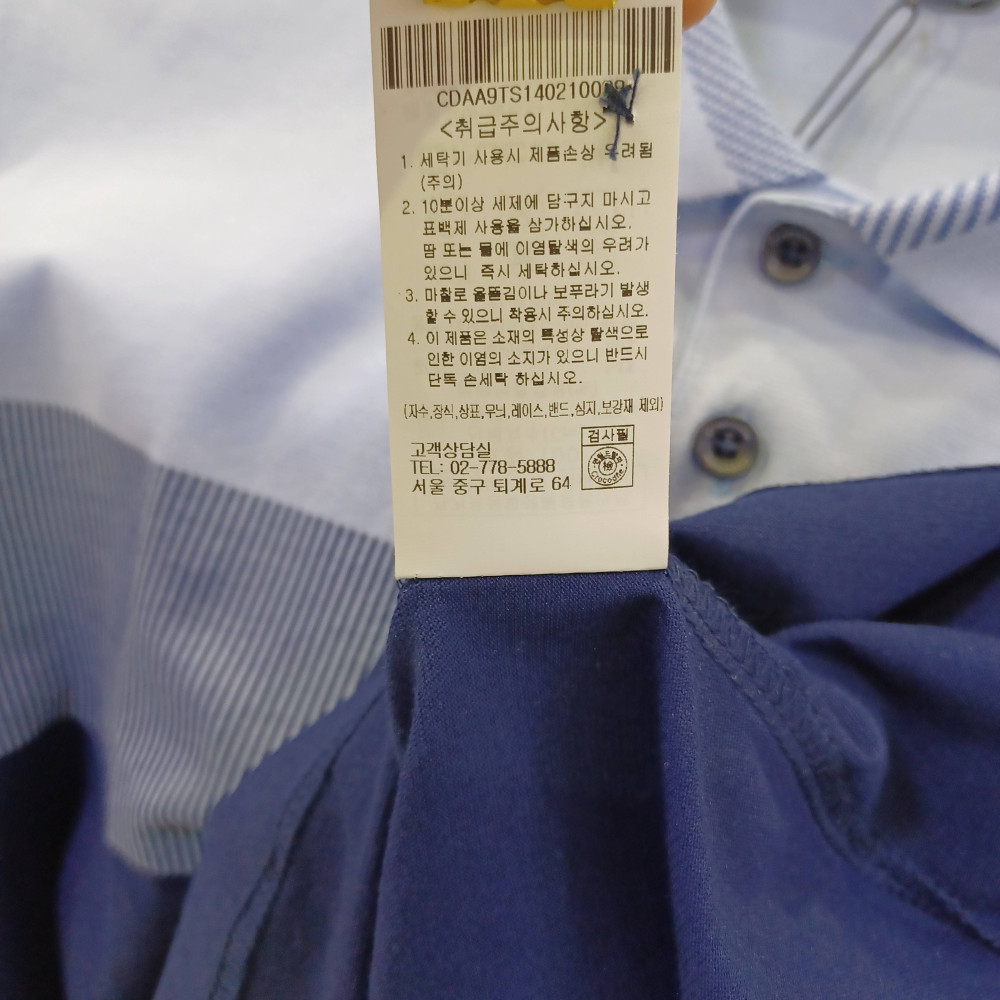 <취급주의사항>
1. 세탁기 사용시 제품손상 우려됨
(주의)
2. 10분이상 세제에 담구지 마시고
표백제 사용을 삼가하십시오.
땀 또는 물에 이염탈색의 우려가
있으니 즉시 세탁하십시오.
3. 마찰로 올뜯김이나 보푸라기 발생
할 수 있으니 착용시 주의하십시오.
4. 이 제품은 소재의 특성상 탈색으로
인한 이염의 소지가 있으니 반드시
단독 손세탁 하십시오.
(자수,장식,상표,무늬,레이스,밴드,심지,보강재 제외)
검사필
고객상담실
TEL: 02-778-5888
서울 중구 퇴계로 64
檢
Crocodile